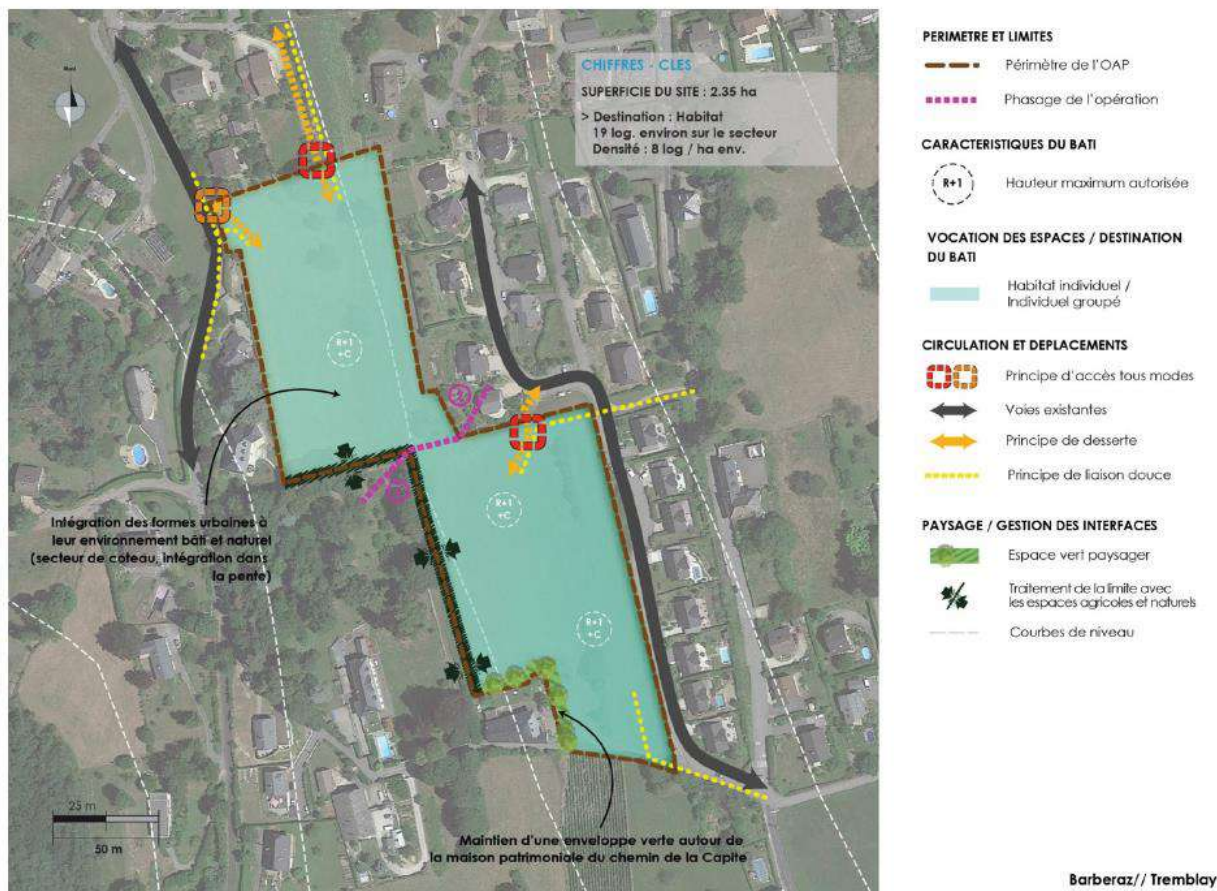 Nord
CHIFFRES - CLES
SUPERFICIE DU SITE : 2.35 ha
> Destination : Habitat
19 log. environ sur le secteur
Densité : 8 log / ha env.
R+1
+C
2
1
R+1
+C
R+1
+C
Intégration des formes urbaines à
leur environnement bâti et naturel
(secteur de coteau, intégration dans
la pente)
25 m
50 m
Maintien d'une enveloppe verte autour de
la maison patrimoniale du chemin de la Capite
PERIMETRE ET LIMITES
Périmètre de l'OAP
Phasage de l'opération
CARACTERISTIQUES DU BATI
R+1
Hauteur maximum autorisée
VOCATION DES ESPACES / DESTINATION
DU BATI
Habitat individuel /
Individuel groupé
CIRCULATION ET DEPLACEMENTS
Principe d'accès tous modes
Voies existantes
Principe de desserte
Principe de liaison douce
PAYSAGE / GESTION DES INTERFACES
Espace vert paysager
Traitement de la limite avec
les espaces agricoles et naturels
Courbes de niveau
Barberaz// Tremblay